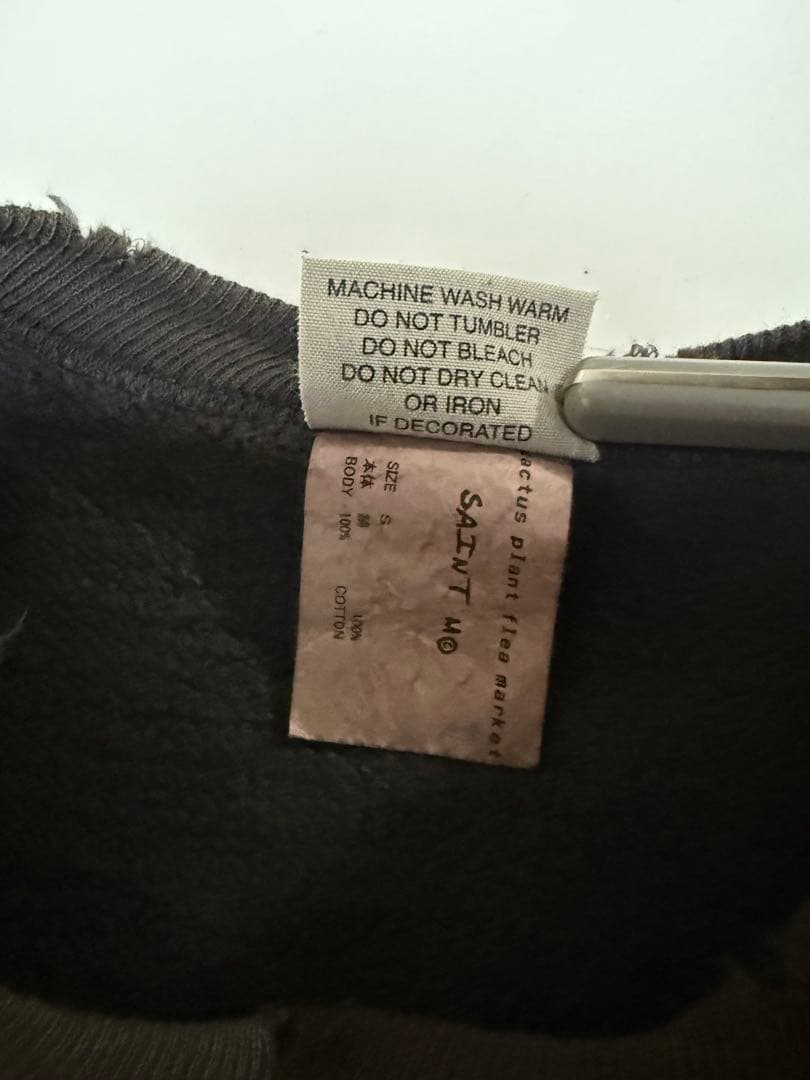 MACHINE WASH WARM
DO NOT TUMBLER
DO NOT BLEACH
DO NOT DRY CLEAN
OR IRON
IF DECORATED
actus plant flea market
SAINT M©
SIZE S
本体 綿 100%
BODY 100% COTTON